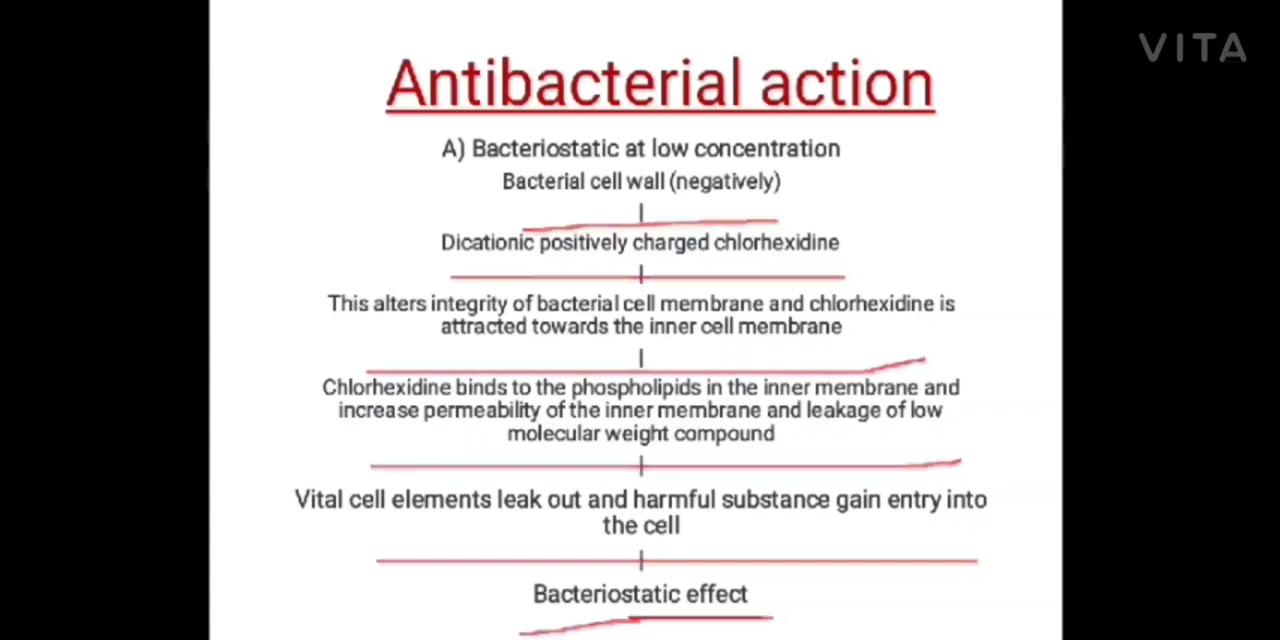 VITA
Antibacterial action
A) Bacteriostatic at low concentration
Bacterial cell wall (negatively)
Dicationic positively charged chlorhexidine
This alters integrity of bacterial cell membrane and chlorhexidine is
attracted towards the inner cell membrane
Chlorhexidine binds to the phospholipids in the inner membrane and
increase permeability of the inner membrane and leakage of low
molecular weight compound
Vital cell elements leak out and harmful substance gain entry into
the cell
Bacteriostatic effect